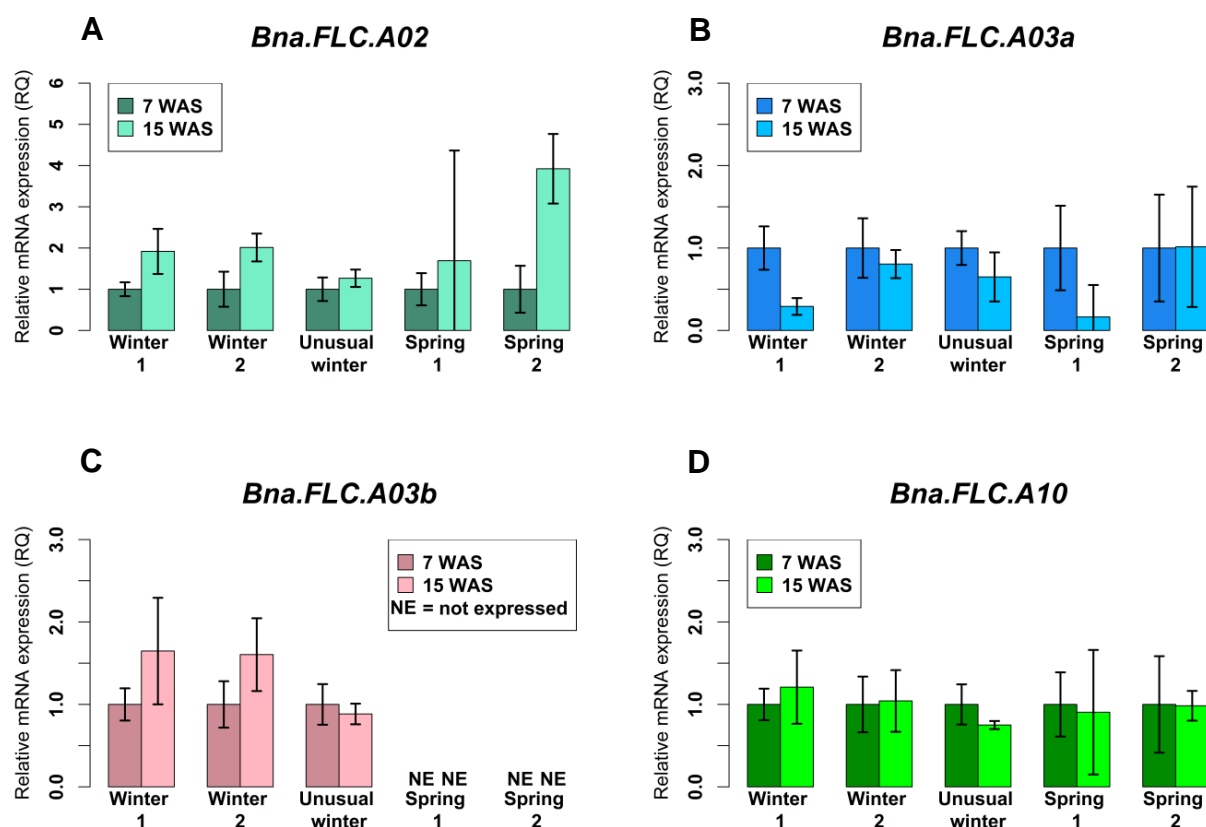 A
Bna.FLC.A02
Relative mRNA expression (RQ)
6
5
4
3
2
1
0
7 WAS
15 WAS
Winter 1
Winter 2
Unusual winter
Spring 1
Spring 2
B
Bna.FLC.A03a
Relative mRNA expression (RQ)
3.0
2.0
1.0
0.0
7 WAS
15 WAS
Winter 1
Winter 2
Unusual winter
Spring 1
Spring 2
C
Bna.FLC.A03b
Relative mRNA expression (RQ)
3.0
2.0
1.0
0.0
7 WAS
15 WAS
NE = not expressed
NE NE
NE NE
Winter 1
Winter 2
Unusual winter
Spring 1
Spring 2
D
Bna.FLC.A10
Relative mRNA expression (RQ)
3.0
2.0
1.0
0.0
7 WAS
15 WAS
Winter 1
Winter 2
Unusual winter
Spring 1
Spring 2